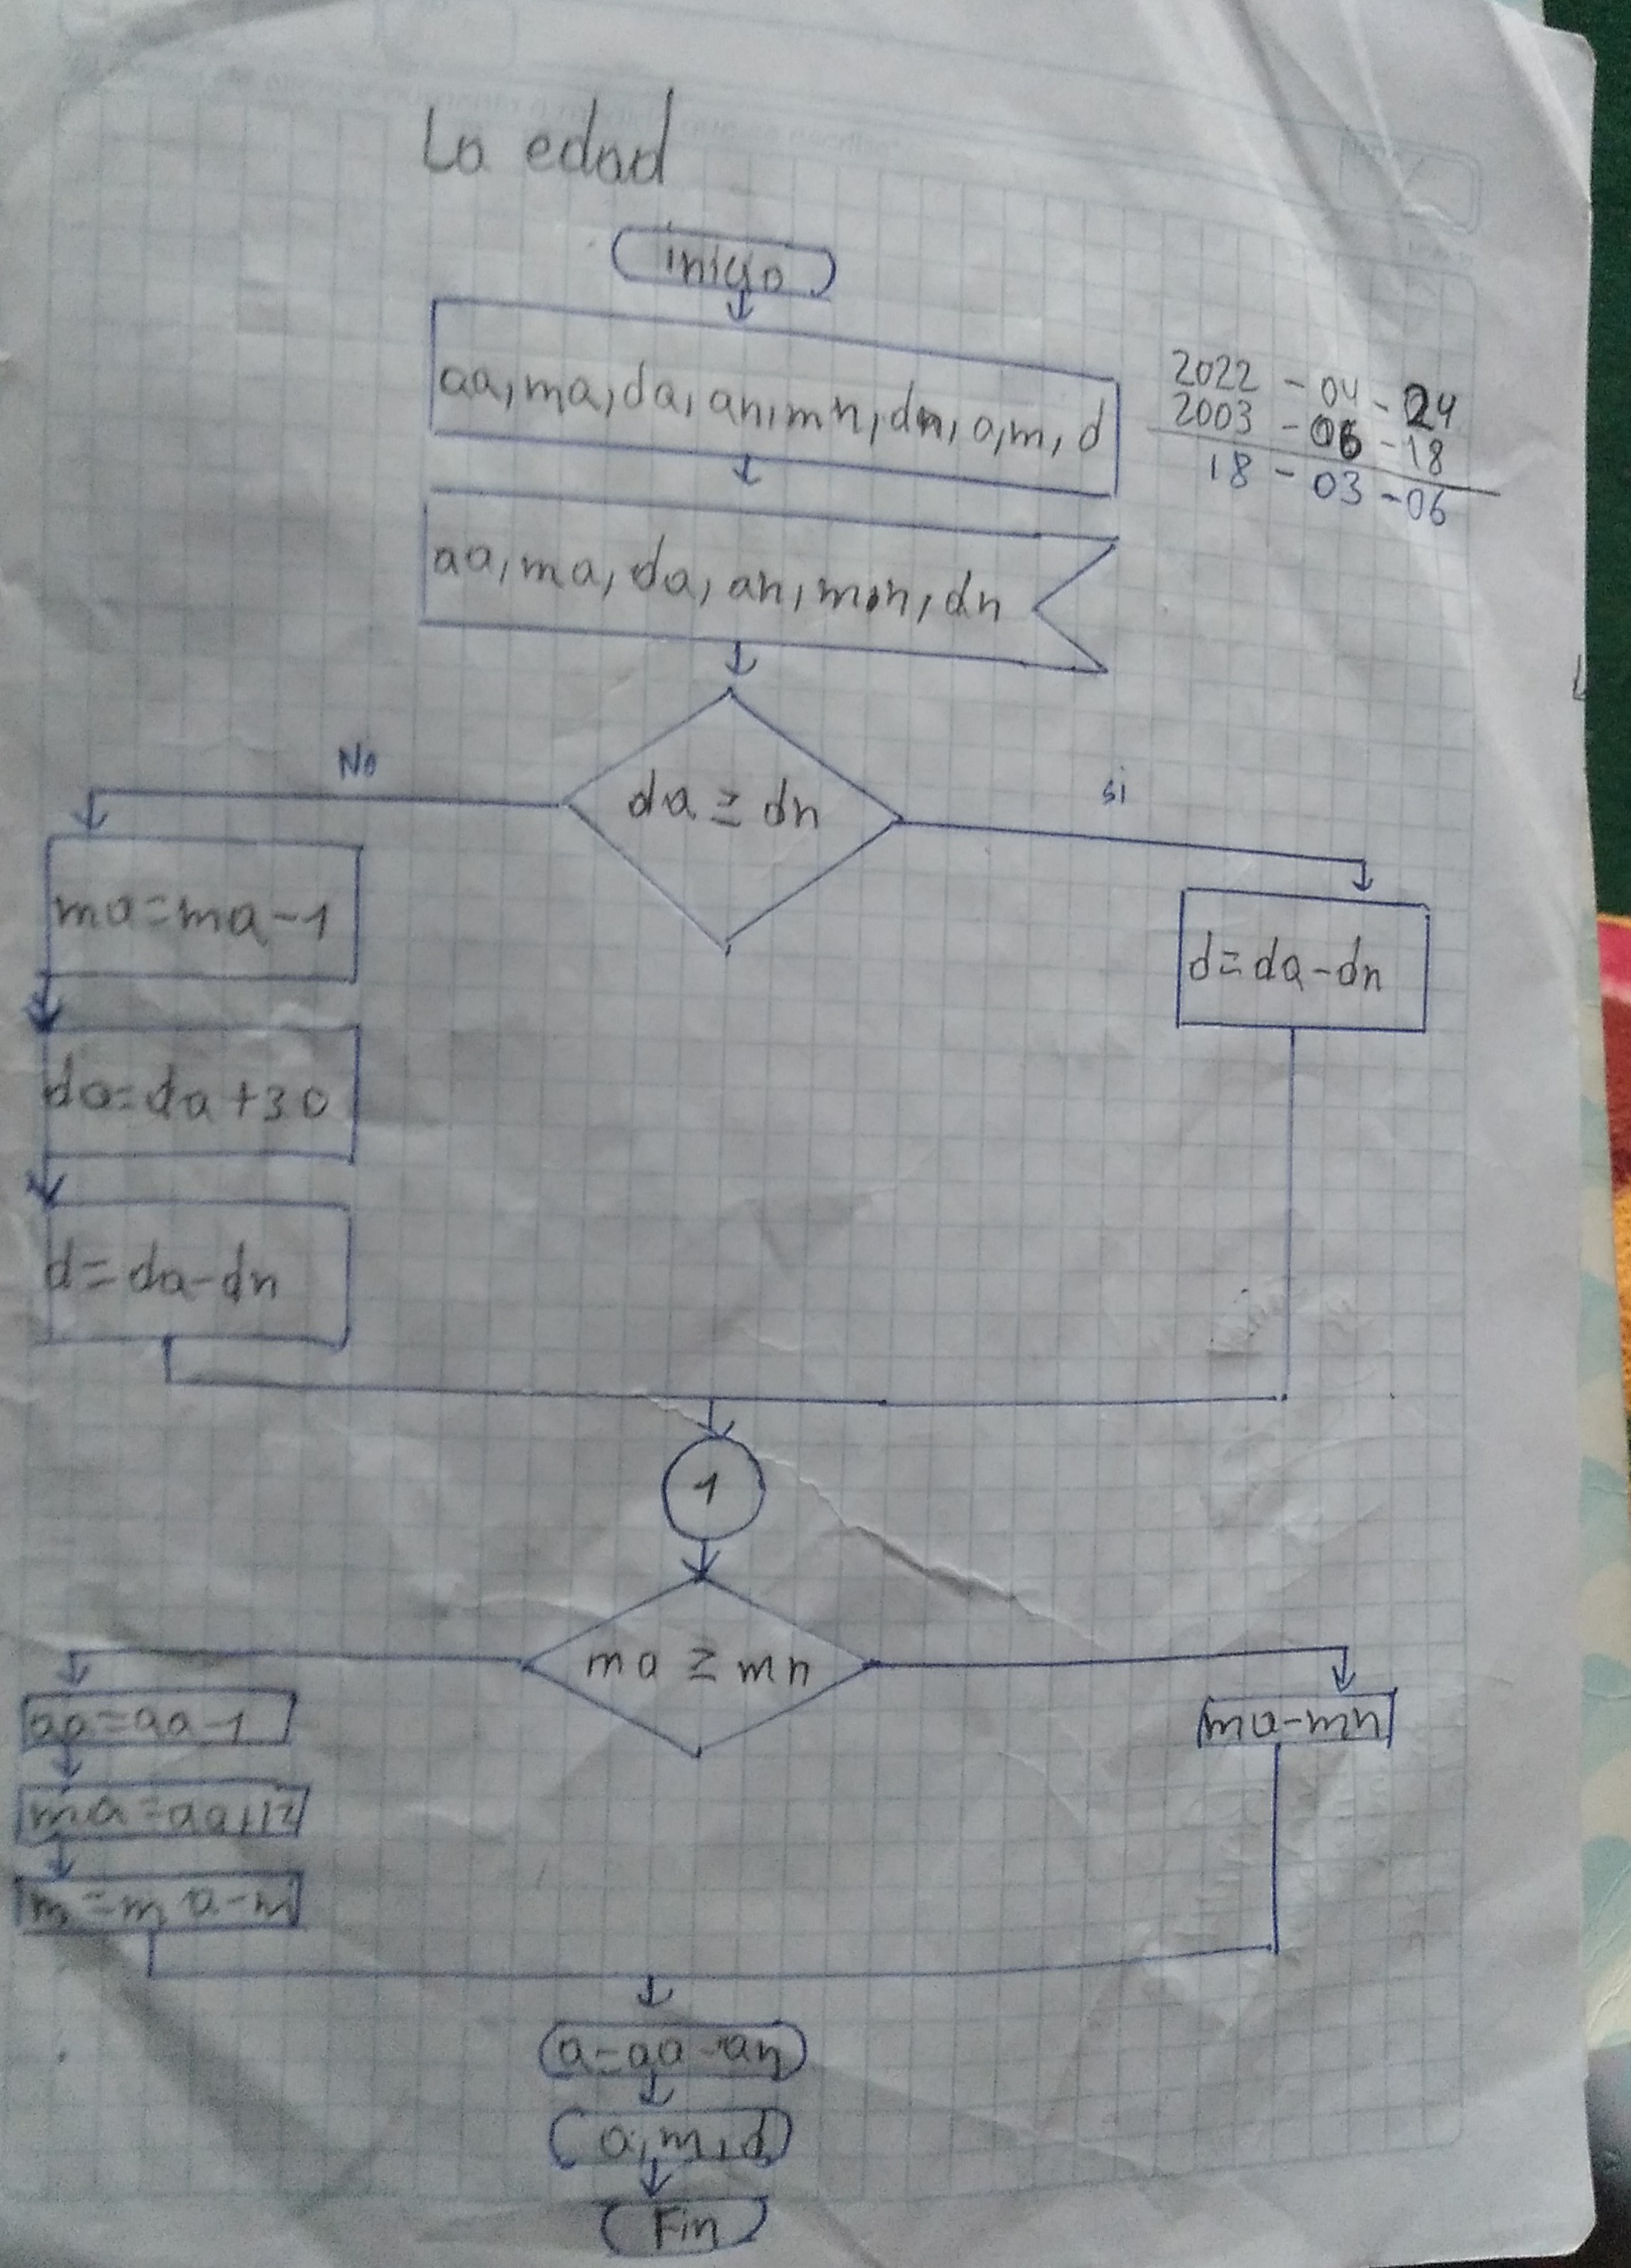 La edad
inicio
aa, ma, da, an, mn, dn, a, m, d
2022 - 04 - 24
2003 - 06 - 18
18 - 03 - 06
aa, ma, da, an, mn, dn
da ≥ dn
No
si
ma=ma-1
d=da-dn
da=da+30
d=da-dn
1
ma ≥ mn
aa=aa-1
ma-mn
ma=aa+12
m=ma-m
a=aa-an
a, m, d
Fin